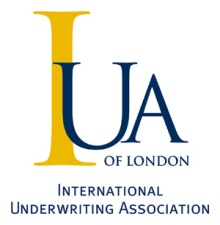 IUA
OF LONDON
INTERNATIONAL
UNDERWRITING ASSOCIATION